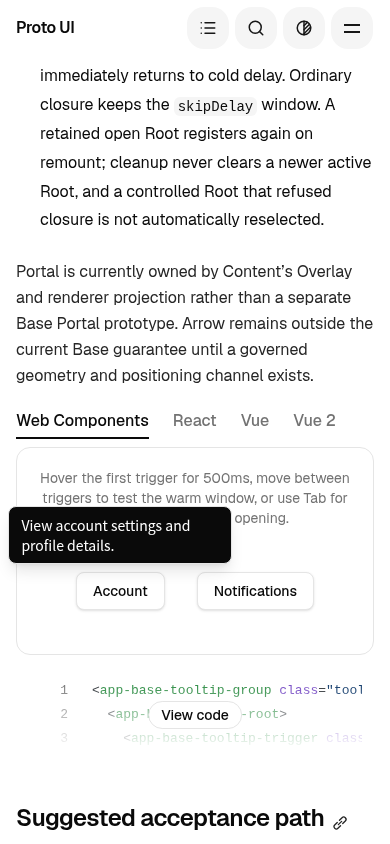 Proto UI
immediately returns to cold delay. Ordinary
closure keeps the skipDelay window. A
retained open Root registers again on
remount; cleanup never clears a newer active
Root, and a controlled Root that refused
closure is not automatically reselected.
Portal is currently owned by Content's Overlay
and renderer projection rather than a separate
Base Portal prototype. Arrow remains outside the
current Base guarantee until a governed
geometry and positioning channel exists.
Web Components React Vue Vue 2
Hover the first trigger for 500ms, move between
triggers to test the warm window, or use Tab for
opening.
View account settings and
profile details.
Account Notifications
1 <app-base-tooltip-group class="tool
2 <app- -root>
View code
3 <app-base-tooltip-trigger class
Suggested acceptance path